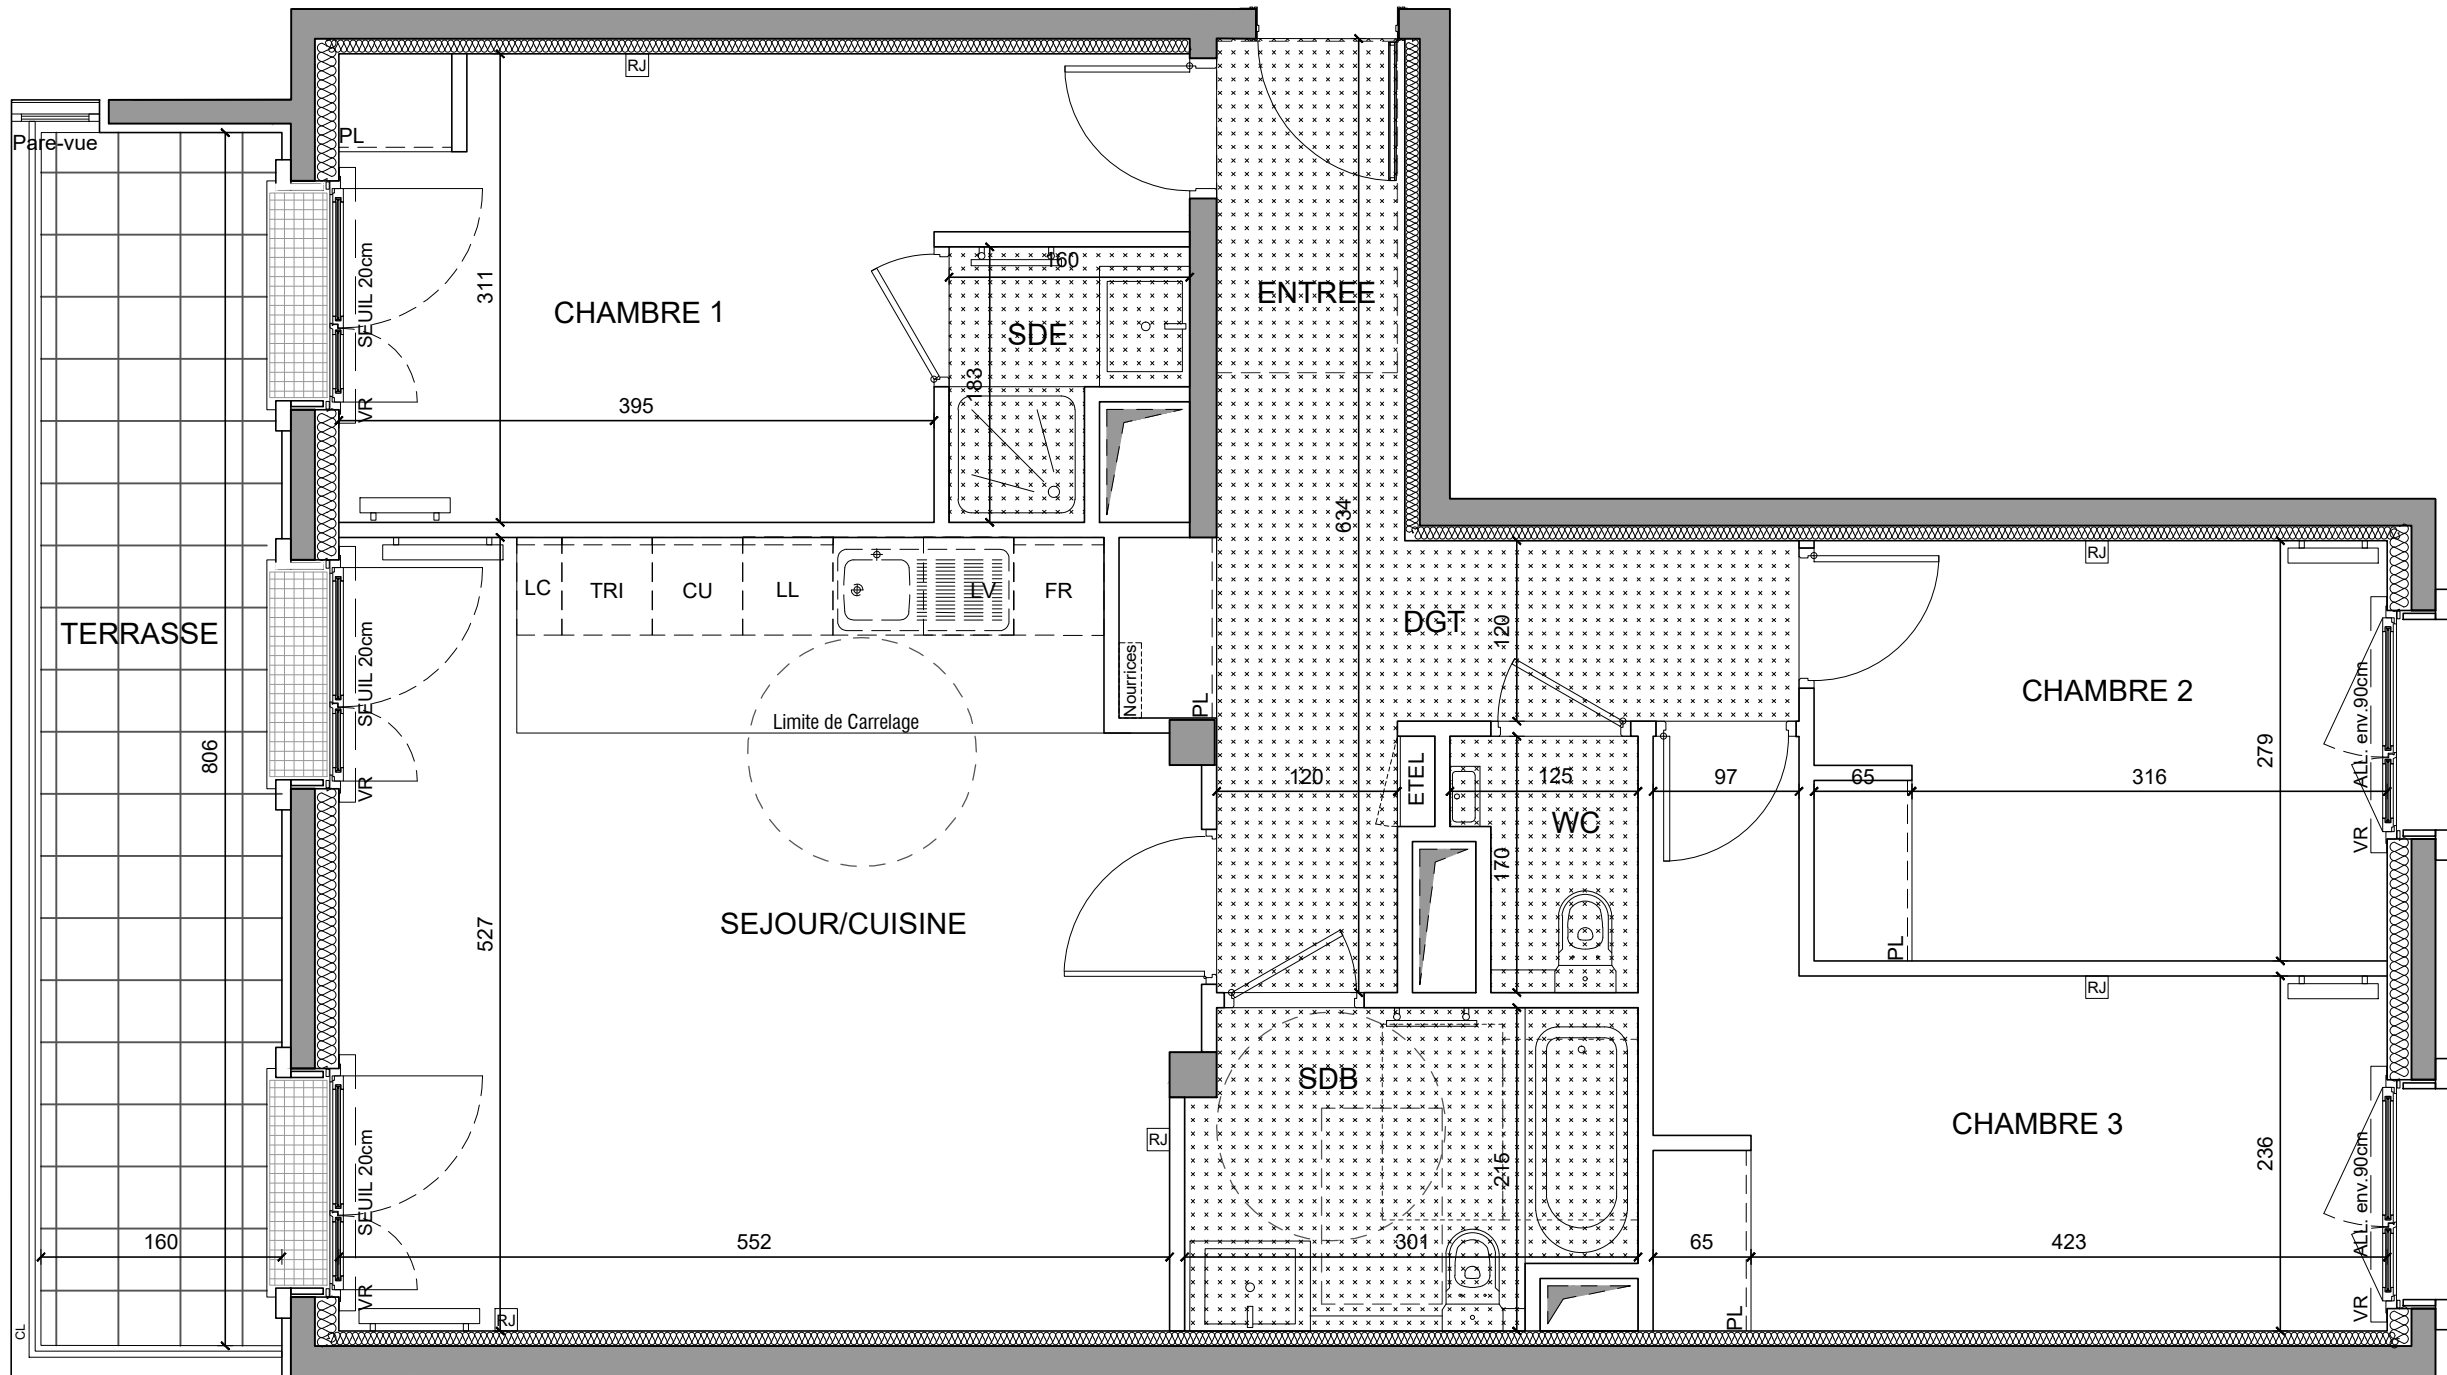 RJ
Pare-vue
PL
SEUIL 20cm
VR
311
CHAMBRE 1
395
160
SDE
183
ENTREE
634
TERRASSE
806
160
CL
SEUIL 20cm
VR
LC
TRI
CU
LL
LV
FR
Nourrices
PL
Limite de Carrelage
SEJOUR/CUISINE
527
552
SEUIL 20cm
VR
RJ
RJ
DGT
120
120
ETEL
125
WC
170
97
65
316
RJ
CHAMBRE 2
279
ALL. env.90cm
VR
PL
SDB
215
301
RJ
CHAMBRE 3
236
65
423
PL
ALL. env.90cm
VR